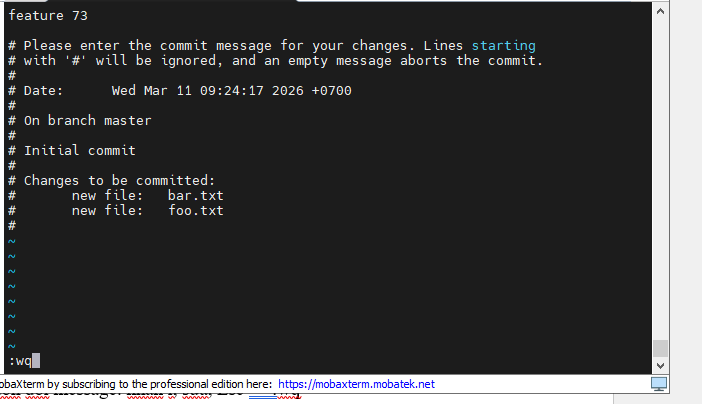 feature 73
# Please enter the commit message for your changes. Lines starting
# with '#' will be ignored, and an empty message aborts the commit.
#
# Date:      Wed Mar 11 09:24:17 2026 +0700
#
# On branch master
#
# Initial commit
#
# Changes to be committed:
#       new file:   bar.txt
#       new file:   foo.txt
#
~
~
~
~
~
~
~
~
:wq
obaXterm by subscribing to the professional edition here: https://mobaxterm.mobatek.net